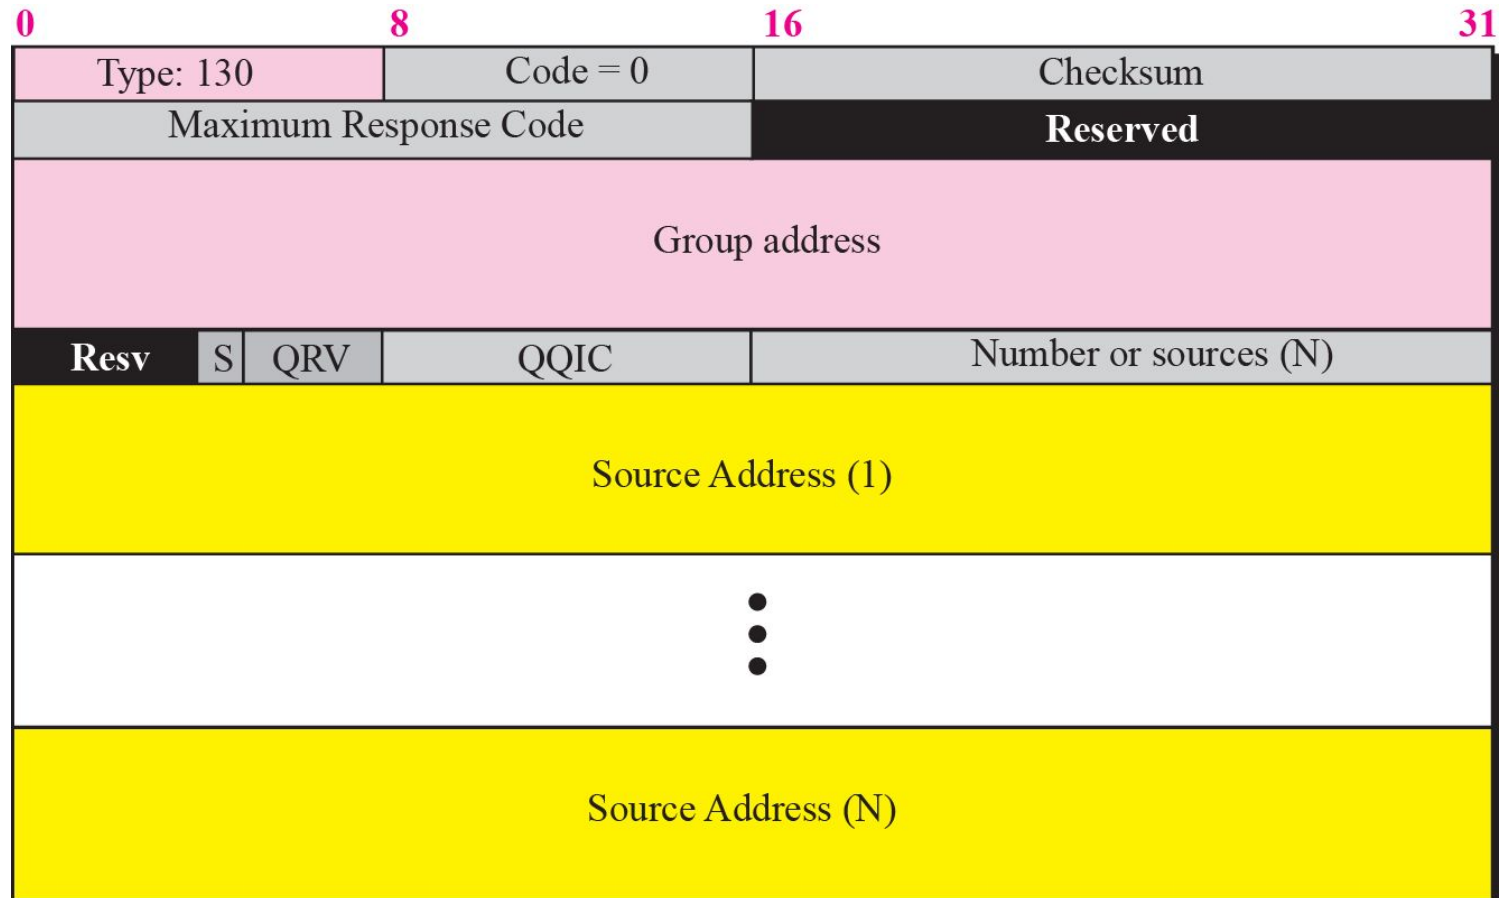 0 8 16 31
Type: 130 Code = 0 Checksum
Maximum Response Code Reserved
Group address
Resv S QRV QQIC Number or sources (N)
Source Address (1)
Source Address (N)